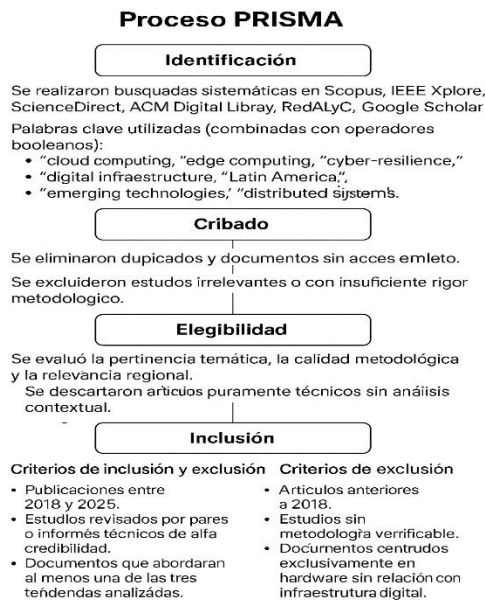 Proceso PRISMA
Identificación
Se realizaron busquadas sistemáticas en Scopus, IEEE Xplore,
ScienceDirect, ACM Digital Libray, RedALyC, Google Scholar
Palabras clave utilizadas (combinadas con operadores
booleanos):
• “cloud computing, “edge computing, “cyber-resilience,”
• “digital infraestructure, “Latin America,”,
• “emerging technologies,’ “distributed sijstem's.
Cribado
Se eliminaron dupicados y documentos sin acces emleto.
Se excluideron estudos irrelevantes o con insuficiente rigor
metodologico.
Elegibilidad
Se evaluó la pertinencia temática, la calidad metodológica
y la relevancia regional.
Se descartaron articuos puramente técnicos sin anáiisis
contextual.
Inclusión
Criterios de inclusión y exclusión
• Publicaciones entre
2018 y 2025.
• Estudlos revisados por pares
o informés técnicos de alfa
credibilidad.
• Documentos que abordaran
al menos una de las tres
tendendas analizádas.
Criterios de exclusión
• Articulos anteriores
a 2018.
• Estudios sin
metodología verrificable.
• Documentos centrudos
exclusivamente en
hardware sin relación con
infraestrutura digital.